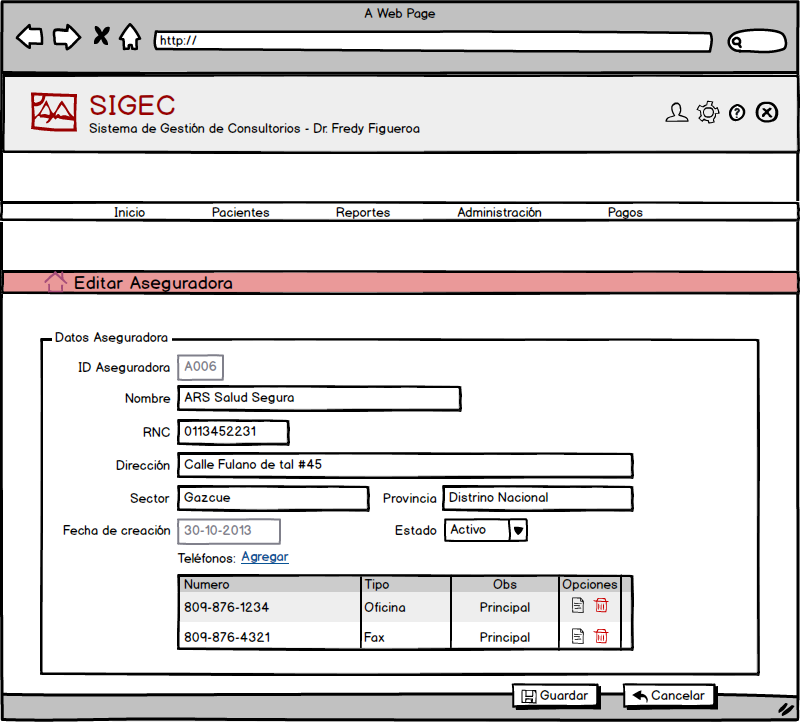 A Web Page
http://
SIGEC
Sistema de Gestión de Consultorios - Dr. Fredy Figueroa
?
Inicio Pacientes Reportes Administración Pagos
Editar Aseguradora
Datos Aseguradora
ID Aseguradora A006
Nombre ARS Salud Segura
RNC 0113452231
Dirección Calle Fulano de tal #45
Sector Gazcue Provincia Distrino Nacional
Fecha de creación 30-10-2013 Estado Activo
Teléfonos: Agregar
Numero Tipo Obs Opciones
809-876-1234 Oficina Principal
809-876-4321 Fax Principal
Guardar Cancelar